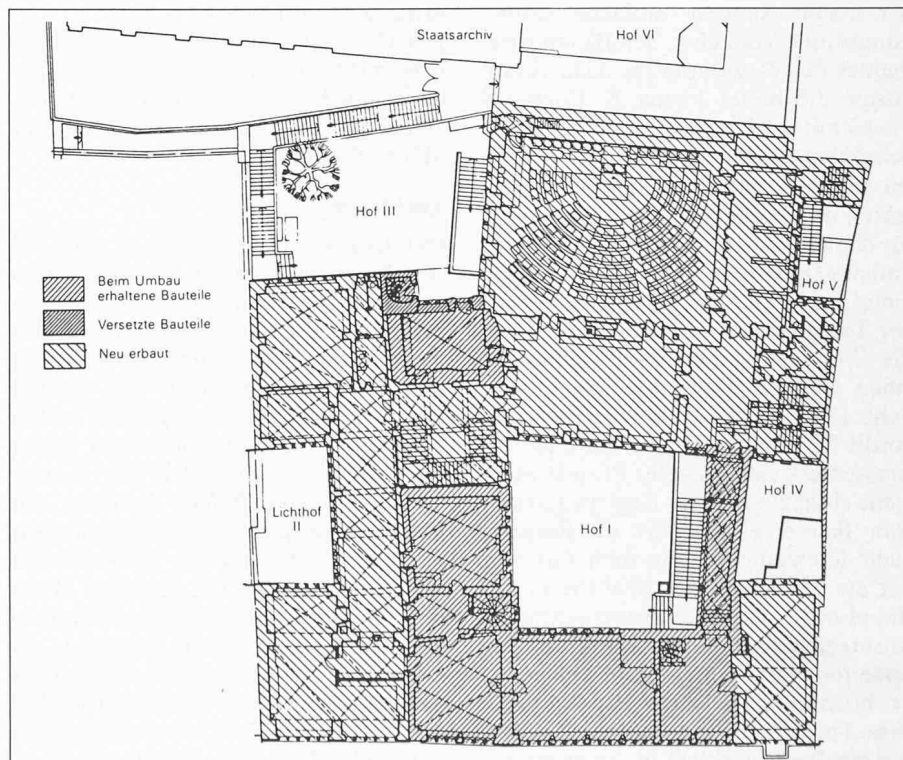 Staatsarchiv
Hof VI
Hof III
Hof V
Beim Umbau
erhaltene Bauteile
Versetzte Bauteile
Neu erbaut
Lichthof
II
Hof I
Hof IV